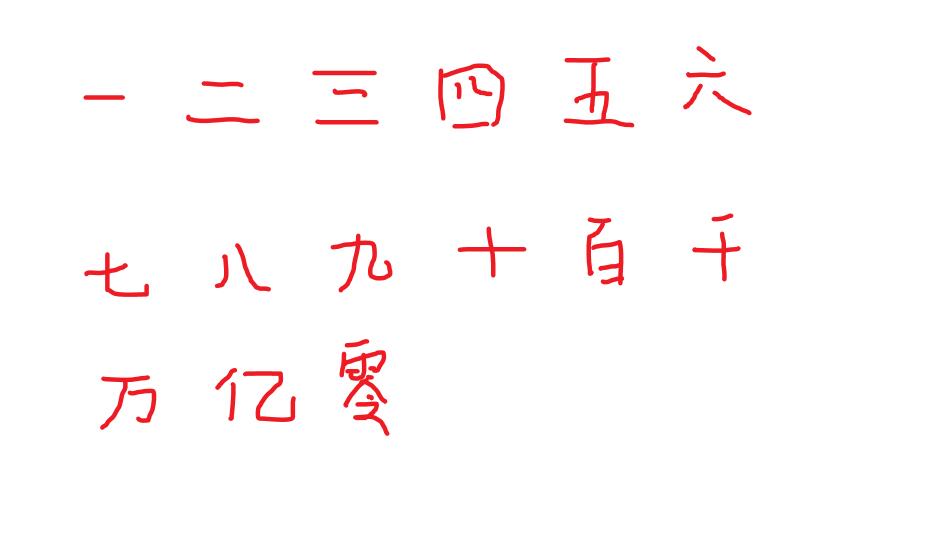 一 二 三 四 五 六
七 八 九 十 百 千
万 亿 零